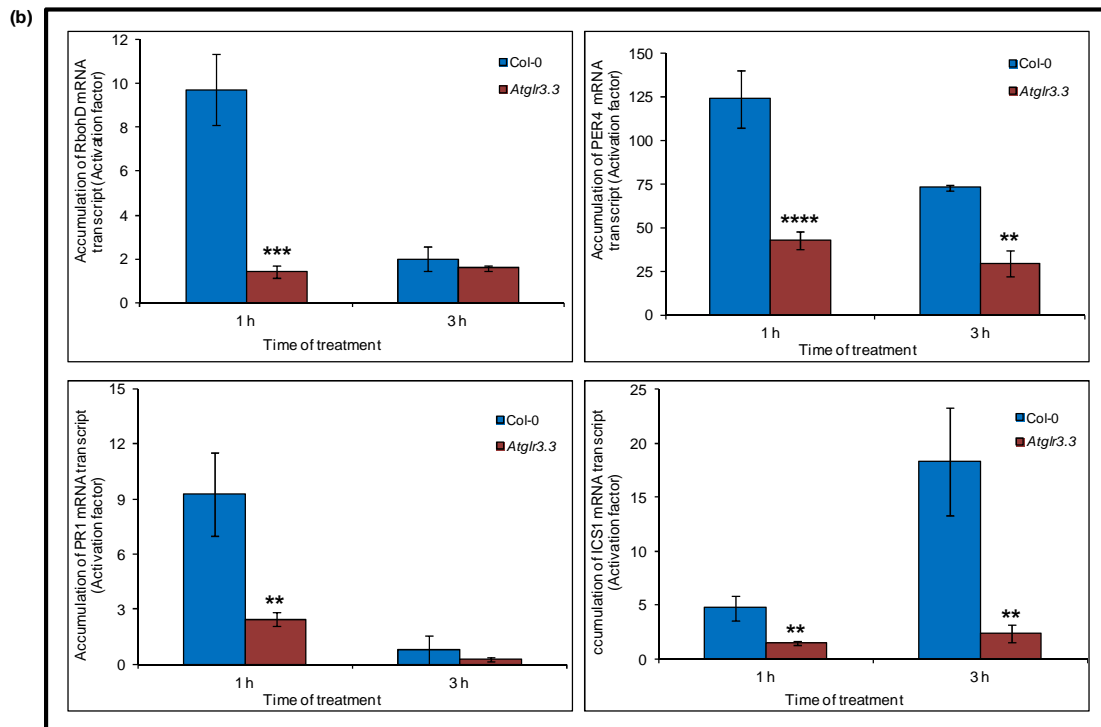 (b)
Accumulation of RbohD mRNA
transcript (Activation factor)
12
10
8
6
4
2
0
Col-0
Atglr3.3
***
1 h
3 h
Time of treatment
Accumulation of PER4 mRNA
transcript (Activation factor)
150
125
100
75
50
25
0
Col-0
Atglr3.3
****
**
1 h
3 h
Time of treatment
Accumulation of PR1 mRNA transcript
(Activation factor)
15
12
9
6
3
0
Col-0
Atglr3.3
**
1 h
3 h
Time of treatment
ccumulation of ICS1 mRNA transcript
(Activation factor)
25
20
15
10
5
0
Col-0
Atglr3.3
**
**
1 h
3 h
Time of treatment